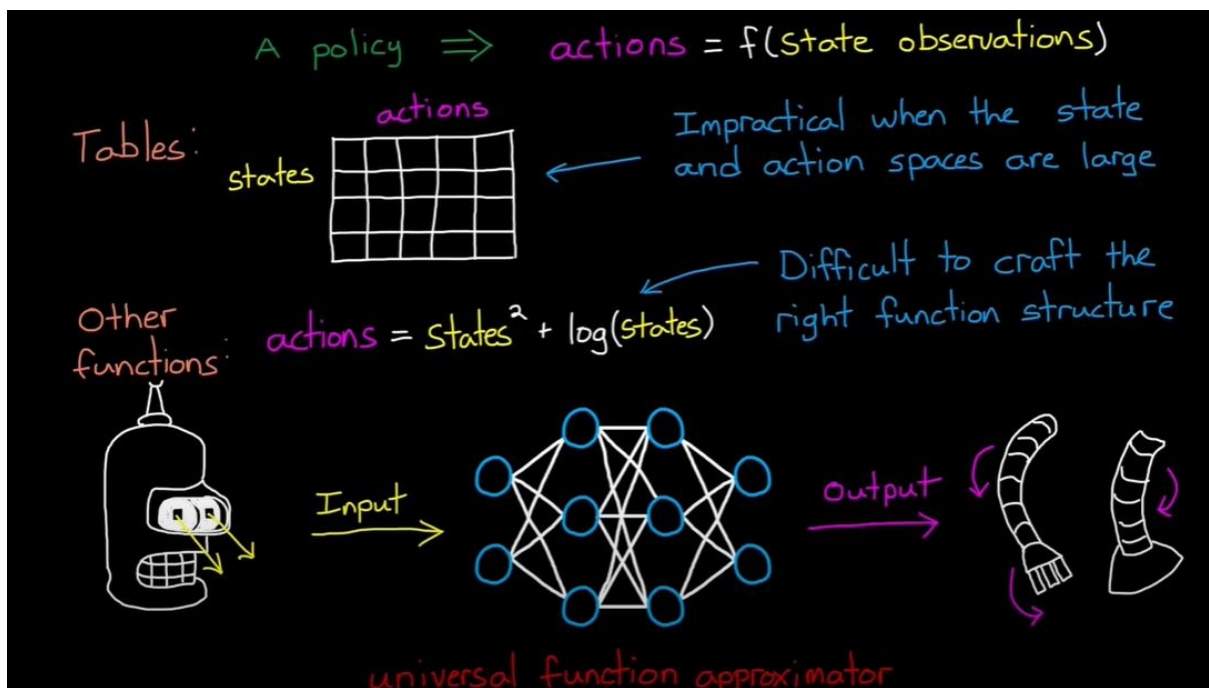 A policy ⇒ actions = f(state observations)
Tables:
actions
states
Impractical when the state
and action spaces are large
Other
functions:
actions = states² + log(states)
Difficult to craft the
right function structure
Input
Output
universal function approximator